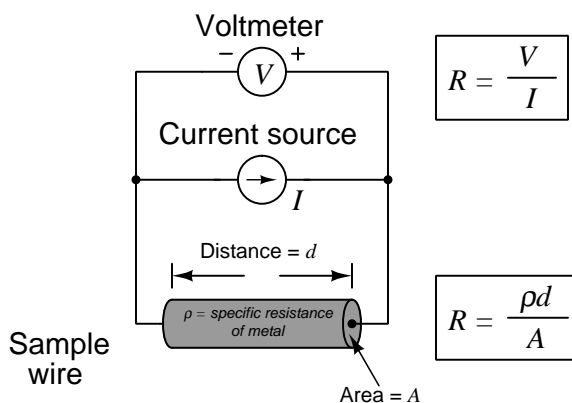 Voltmeter
− +
V
R = V / I
Current source
I
Distance = d
ρ = specific resistance
of metal
R = ρd / A
Sample
wire
Area = A